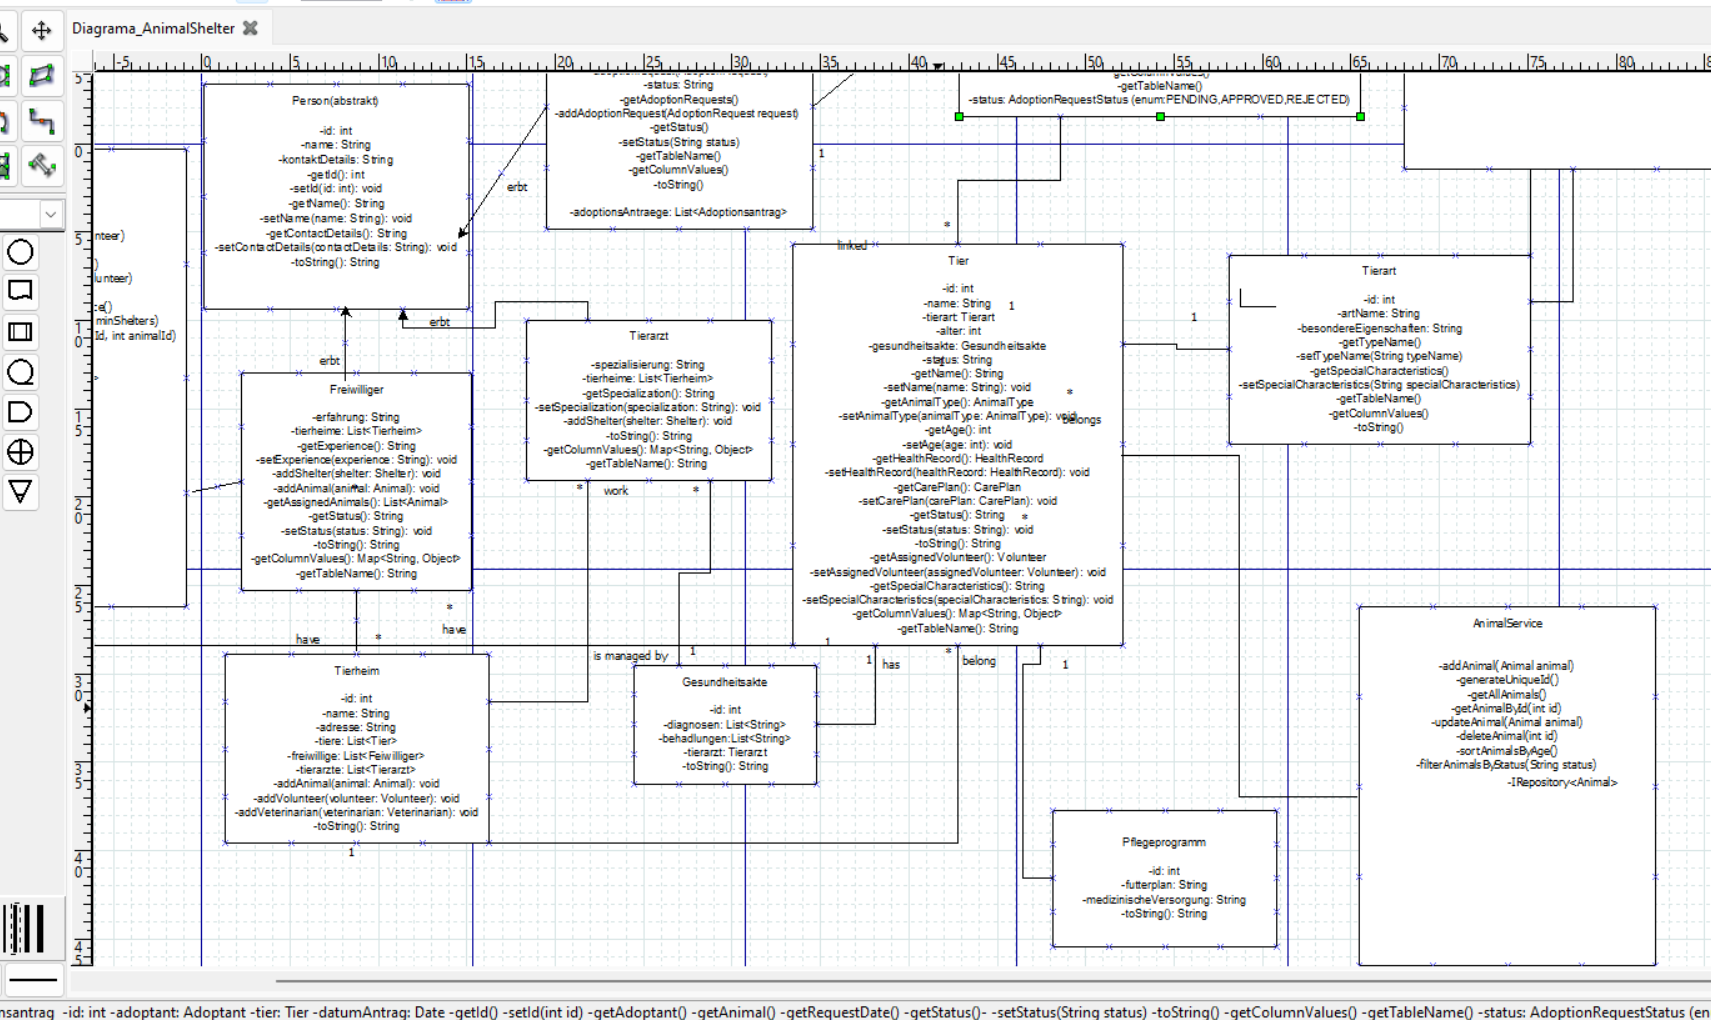 Diagrama_AnimalShelter
-5 0 5 10 15 20 25 30 35 40 45 50 55 60 65 70 75 80
Person(abstrakt)
-id: int
-name: String
-kontaktDetails: String
-getId(): int
-setId(id: int): void
-getName(): String
-setName(name: String): void
-getContactDetails(): String
-setContactDetails(contactDetails: String): void
-toString(): String
-status: String
-getAdoptionRequests()
-addAdoptionRequest(AdoptionRequest request)
-getStatus()
-setStatus(String status)
-getTableName()
-getColumnValues()
-toString()
-adoptionsAntraege: List<Adoptionsantrag>
-getColumnValues()
-getTableName()
-status: AdoptionRequestStatus (enum:PENDING,APPROVED,REJECTED)
1
erbt
*
linked
nteer)
)
lunteer)
:e()
minShelters)
Id, int animalId)
>
erbt
erbt
Tierarzt
-spezialisierung: String
-tierheime: List<Tierheim>
-getSpecialization(): String
-setSpecialization(specialization: String): void
-addShelter(shelter: Shelter): void
-toString(): String
-getColumnValues(): Map<String, Object>
-getTableName(): String
* work *
Freiwilliger
-erfahrung: String
-tierheime: List<Tierheim>
-getExperience(): String
-setExperience(experience: String): void
-addShelter(shelter: Shelter): void
-addAnimal(animal: Animal): void
-getAssignedAnimals(): List<Animal>
-getStatus(): String
-setStatus(status: String): void
-toString(): String
-getColumnValues(): Map<String, Object>
-getTableName(): String
*
have
have *
Tier
-id: int
-name: String
1
-tierart: Tierart
-alter: int
-gesundheitsakte: Gesundheitsakte
-status: String
-getName(): String
-setName(name: String): void
*
-getAnimalType(): AnimalType
-setAnimalType(animalType: AnimalType): void
belongs
-getAge(): int
-setAge(age: int): void
-getHealthRecord(): HealthRecord
-setHealthRecord(healthRecord: HealthRecord): void
-getCarePlan(): CarePlan
-setCarePlan(carePlan: CarePlan): void
-getStatus(): String
*
-setStatus(status: String): void
-toString(): String
-getAssignedVolunteer(): Volunteer
-setAssignedVolunteer(assignedVolunteer: Volunteer): void
-getSpecialCharacteristics(): String
-setSpecialCharacteristics(specialCharacteristics: String): void
-getColumnValues(): Map<String, Object>
-getTableName(): String
1
1
Tierart
-id: int
-artName: String
-besondereEigenschaften: String
-getTypeName()
-setTypeName(String typeName)
-getSpecialCharacteristics()
-setSpecialCharacteristics(String specialCharacteristics)
-getTableName()
-getColumnValues()
-toString()
is managed by 1
1 has
* belong
1
Tierheim
-id: int
-name: String
-adresse: String
-tiere: List<Tier>
-freiwillige: List<Feiwilliger>
-tierarzte: List<Tierarzt>
-addAnimal(animal: Animal): void
-addVolunteer(volunteer: Volunteer): void
-addVeterinarian(veterinarian: Veterinarian): void
-toString(): String
1
Gesundheitsakte
-id: int
-diagnosen: List<String>
-behadlungen:List<String>
-tierarzt: Tierarzt
-toString(): String
Pflegeprogramm
-id: int
-futterplan: String
-medizinischeVersorgung: String
-toString(): String
AnimalService
-addAnimal(Animal animal)
-generateUniqueId()
-getAllAnimals()
-getAnimalById(int id)
-updateAnimal(Animal animal)
-deleteAnimal(int id)
-sortAnimalsByAge()
-filterAnimalsByStatus(String status)
-IRepository<Animal>
nsantrag -id: int -adoptant: Adoptant -tier: Tier -datumAntrag: Date -getId() -setId(int id) -getAdoptant() -getAnimal() -getRequestDate() -getStatus()- -setStatus(String status) -toString() -getColumnValues() -getTableName() -status: AdoptionRequestStatus (en